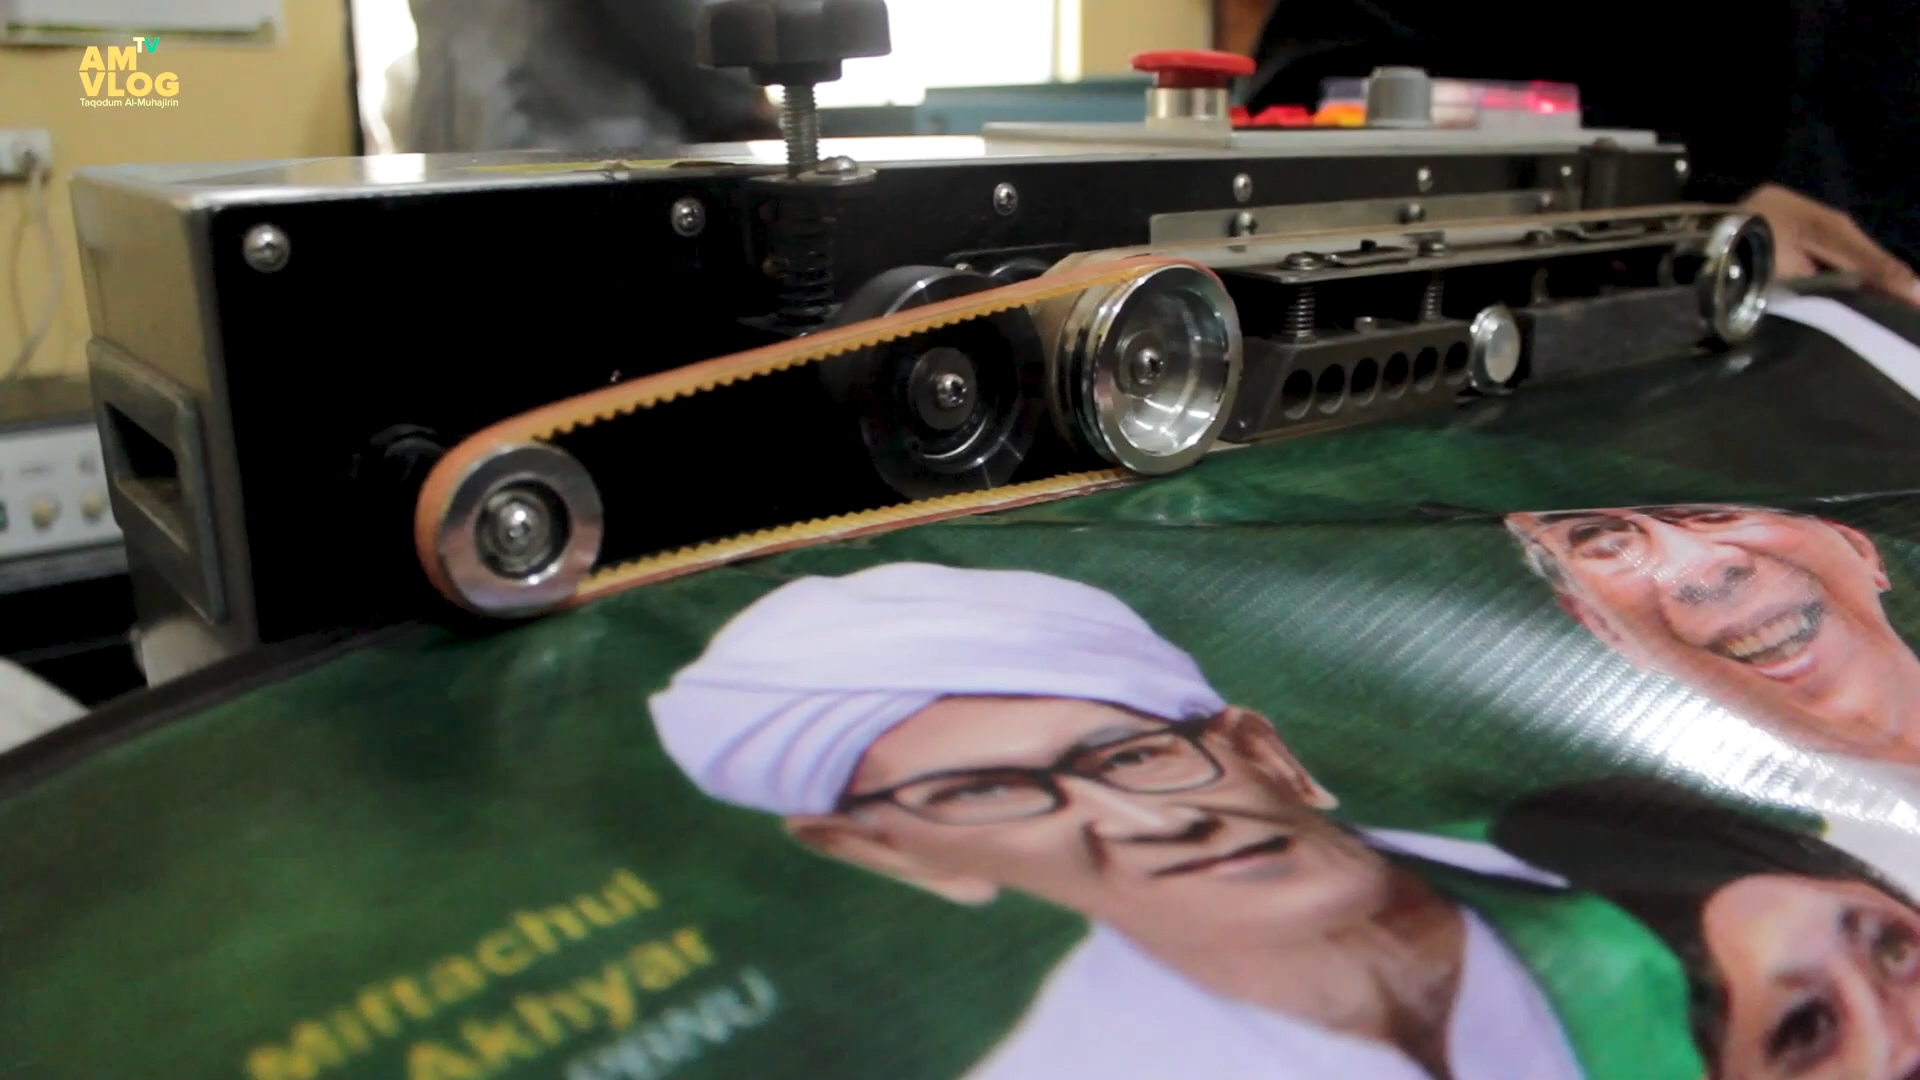 AM TV
VLOG
Taqodum Al-Muhajirin
Miftachul
Akhyar